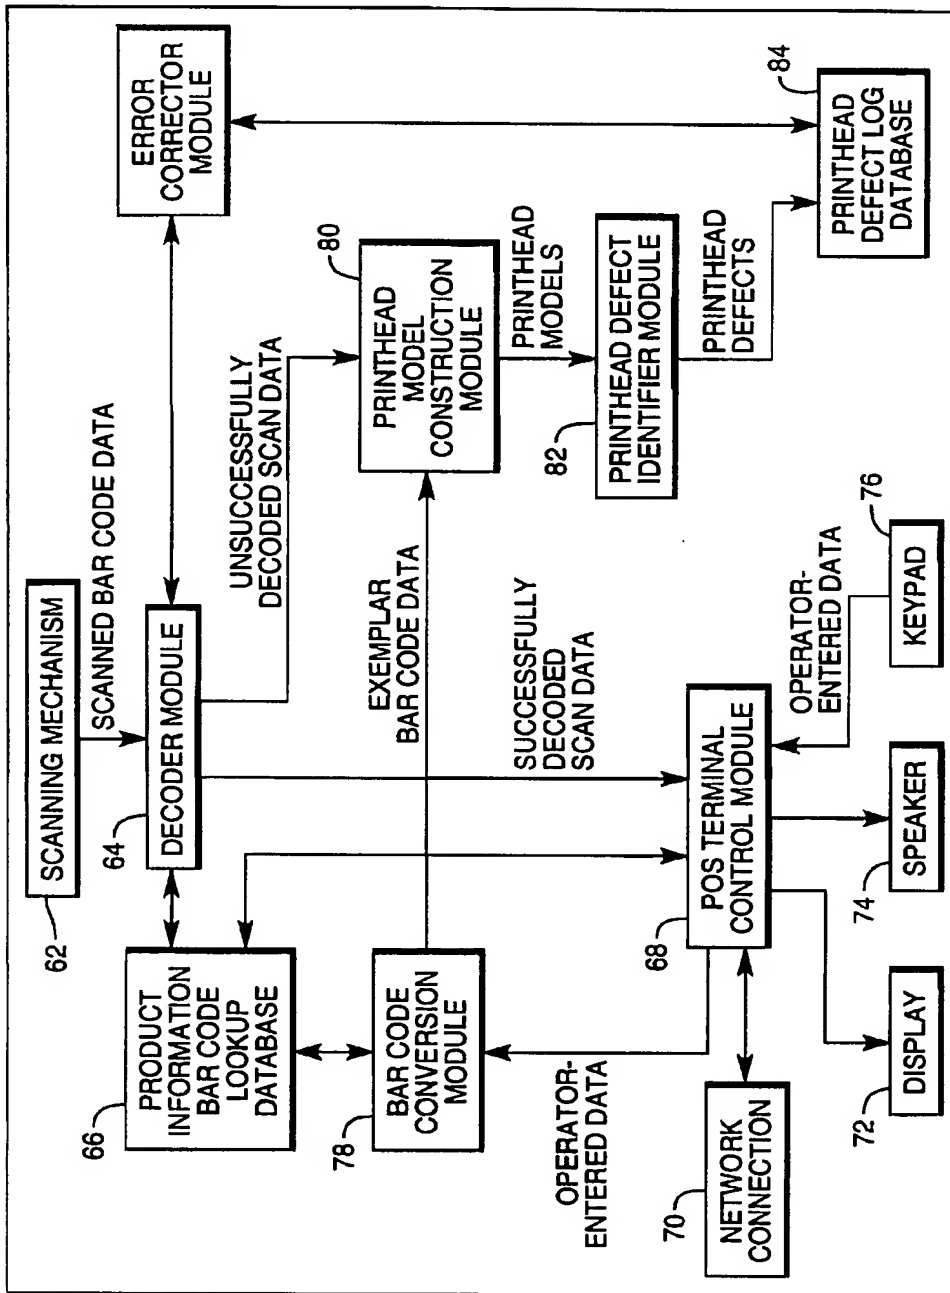 SCANNING MECHANISM
62
SCANNED BAR CODE DATA
ERROR
CORRECTOR
MODULE
64
DECODER MODULE
UNSUCCESSFULLY
DECODED SCAN DATA
66
PRODUCT
INFORMATION
BAR CODE
LOOKUP
DATABASE
78
BAR CODE
CONVERSION
MODULE
EXEMPLAR
BAR CODE DATA
80
PRINTHEAD
MODEL
CONSTRUCTION
MODULE
PRINTHEAD
MODELS
82
PRINTHEAD DEFECT
IDENTIFIER MODULE
PRINTHEAD
DEFECTS
84
PRINTHEAD
DEFECT LOG
DATABASE
SUCCESSFULLY
DECODED
SCAN DATA
OPERATOR-
ENTERED DATA
68
POS TERMINAL
CONTROL MODULE
OPERATOR-
ENTERED DATA
70
NETWORK
CONNECTION
72
DISPLAY
74
SPEAKER
76
KEYPAD